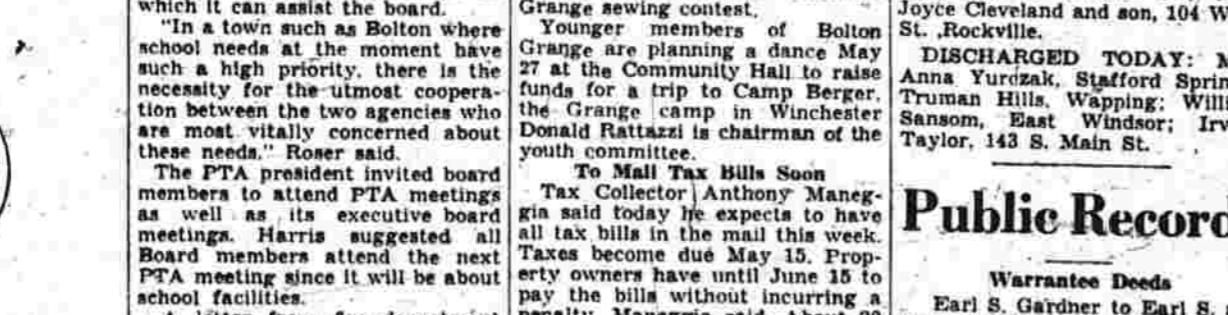 which it can assist the board.
"In a town such as Bolton where
school needs at the moment have
such a high priority, there is the
necessity for the utmost coopera-
tion between the two agencies who
are most vitally concerned about
these needs." Roser said.
The PTA president invited board
members to attend PTA meetings
as well as its executive board
meetings. Harris suggested all
Board members attend the next
PTA meeting since it will be about
school facilities.
Grange sewing contest.
Younger members of Bolton
Grange are planning a dance May
27 at the Community Hall to raise
funds for a trip to Camp Berger,
the Grange camp in Winchester
Donald Rattazzi is chairman of the
youth committee.
To Mail Tax Bills Soon
Tax Collector Anthony Maneg-
gia said today he expects to have
all tax bills in the mail this week.
Taxes become due May 15. Prop-
erty owners have until June 15 to
pay the bills without incurring a
Joyce Cleveland and son, 104 W
St., Rockville.
DISCHARGED TODAY: M
Anna Yurdzak, Stafford Sprin
Truman Hills, Wapping; Willi
Sansom, East Windsor; Irv
Taylor, 143 S. Main St.
Public Record
Warrantee Deeds
Earl S. Gardner to Earl S.